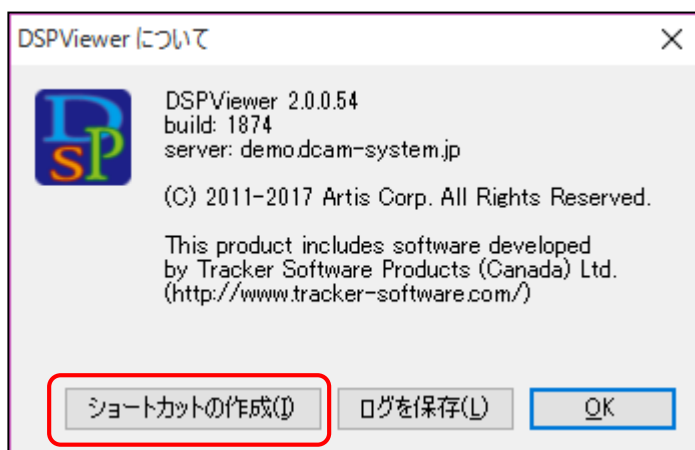 DSPViewer について
DSP
DSPViewer 2.0.0.54
build: 1874
server: demo.dcam-system.jp
(C) 2011-2017 Artis Corp. All Rights Reserved.
This product includes software developed
by Tracker Software Products (Canada) Ltd.
(http://www.tracker-software.com/)
ショートカットの作成(I)
ログを保存(L)
OK